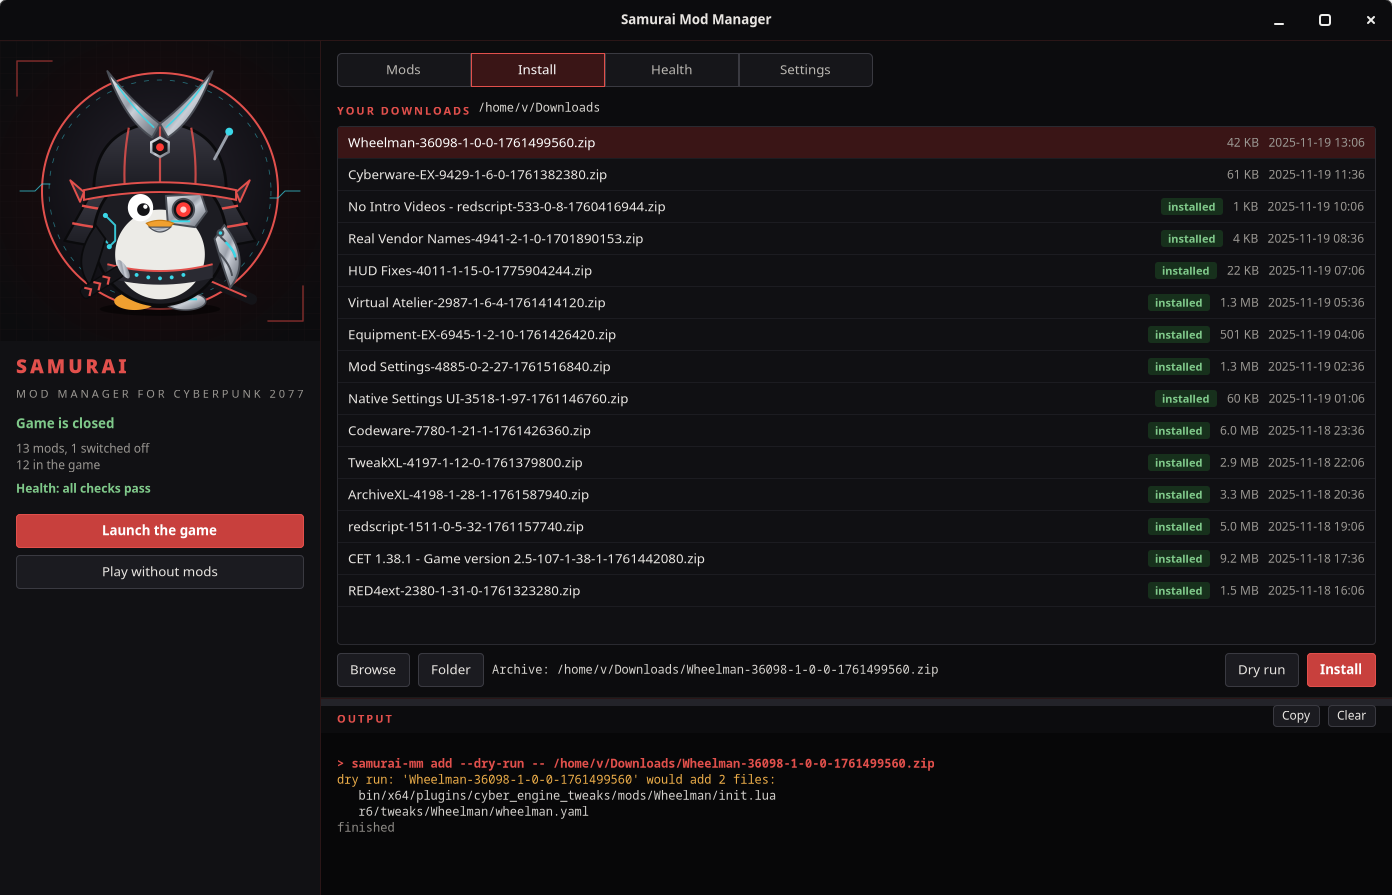 Samurai Mod Manager
Mods Install Health Settings
YOUR DOWNLOADS /home/v/Downloads
Wheelman-36098-1-0-0-1761499560.zip 42 KB 2025-11-19 13:06
Cyberware-EX-9429-1-6-0-1761382380.zip 61 KB 2025-11-19 11:36
No Intro Videos - redscript-533-0-8-1760416944.zip installed 1 KB 2025-11-19 10:06
Real Vendor Names-4941-2-1-0-1701890153.zip installed 4 KB 2025-11-19 08:36
HUD Fixes-4011-1-15-0-1775904244.zip installed 22 KB 2025-11-19 07:06
Virtual Atelier-2987-1-6-4-1761414120.zip installed 1.3 MB 2025-11-19 05:36
Equipment-EX-6945-1-2-10-1761426420.zip installed 501 KB 2025-11-19 04:06
Mod Settings-4885-0-2-27-1761516840.zip installed 1.3 MB 2025-11-19 02:36
Native Settings UI-3518-1-97-1761146760.zip installed 60 KB 2025-11-19 01:06
Codeware-7780-1-21-1-1761426360.zip installed 6.0 MB 2025-11-18 23:36
TweakXL-4197-1-12-0-1761379800.zip installed 2.9 MB 2025-11-18 22:06
ArchiveXL-4198-1-28-1-1761587940.zip installed 3.3 MB 2025-11-18 20:36
redscript-1511-0-5-32-1761157740.zip installed 5.0 MB 2025-11-18 19:06
CET 1.38.1 - Game version 2.5-107-1-38-1-1761442080.zip installed 9.2 MB 2025-11-18 17:36
RED4ext-2380-1-31-0-1761323280.zip installed 1.5 MB 2025-11-18 16:06
Browse Folder Archive: /home/v/Downloads/Wheelman-36098-1-0-0-1761499560.zip Dry run Install
SAMURAI
MOD MANAGER FOR CYBERPUNK 2077
Game is closed
13 mods, 1 switched off
12 in the game
Health: all checks pass
Launch the game
Play without mods
OUTPUT Copy Clear
> samurai-mm add --dry-run -- /home/v/Downloads/Wheelman-36098-1-0-0-1761499560.zip
dry run: 'Wheelman-36098-1-0-0-1761499560' would add 2 files:
bin/x64/plugins/cyber_engine_tweaks/mods/Wheelman/init.lua
r6/tweaks/Wheelman/wheelman.yaml
finished